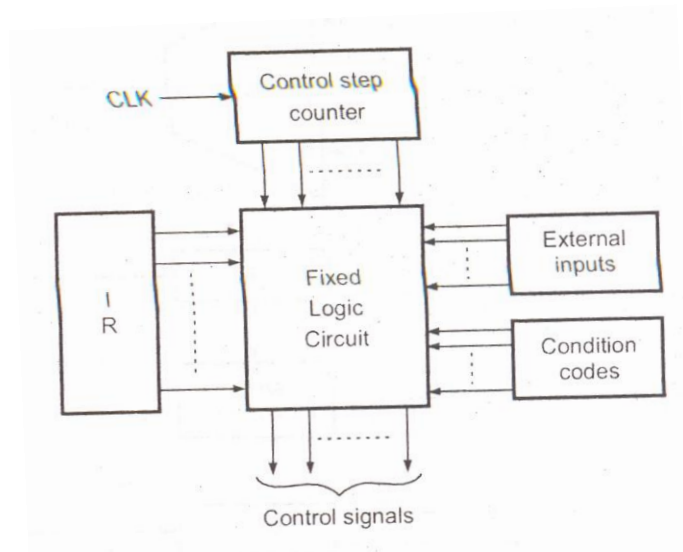 Control step
counter
CLK
I
R
Fixed
Logic
Circuit
External
inputs
Condition
codes
Control signals